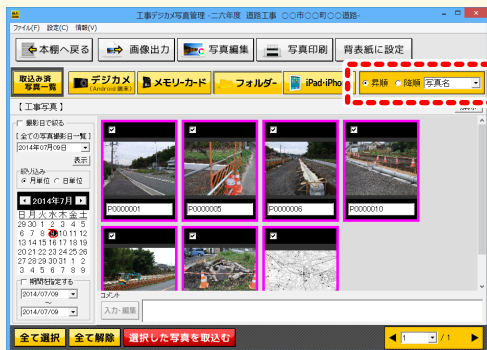 工事デジカメ写真管理 -二六年度 道路工事 ○○市○○町○○道路-
ファイル(F) 設定(C) 情報(V)
本棚へ戻る 画像出力 写真編集 写真印刷 背表紙に設定
取込み済 写真一覧 デジカメ (Android 端末) メモリーカード フォルダー iPad・iPho 昇順 降順 写真名
【 工事写真 】
撮影日で絞る
[ 全ての写真撮影日一覧 ]
2014年07月09日
表示
絞り込み
月単位 日単位
2014年7月
日 月 火 水 木 金 土
29 30 1 2 3 4 5
6 7 8 9 10 11 12
13 14 15 16 17 18 19
20 21 22 23 24 25 26
27 28 29 30 31 1 2
3 4 5 6 7 8 9
期間を指定する
2014/07/09
～
2014/07/09
P0000001 P0000005 P0000006 P0000010
コメント
入力・編集
全て選択 全て解除 選択した写真を取込む 1 / 1